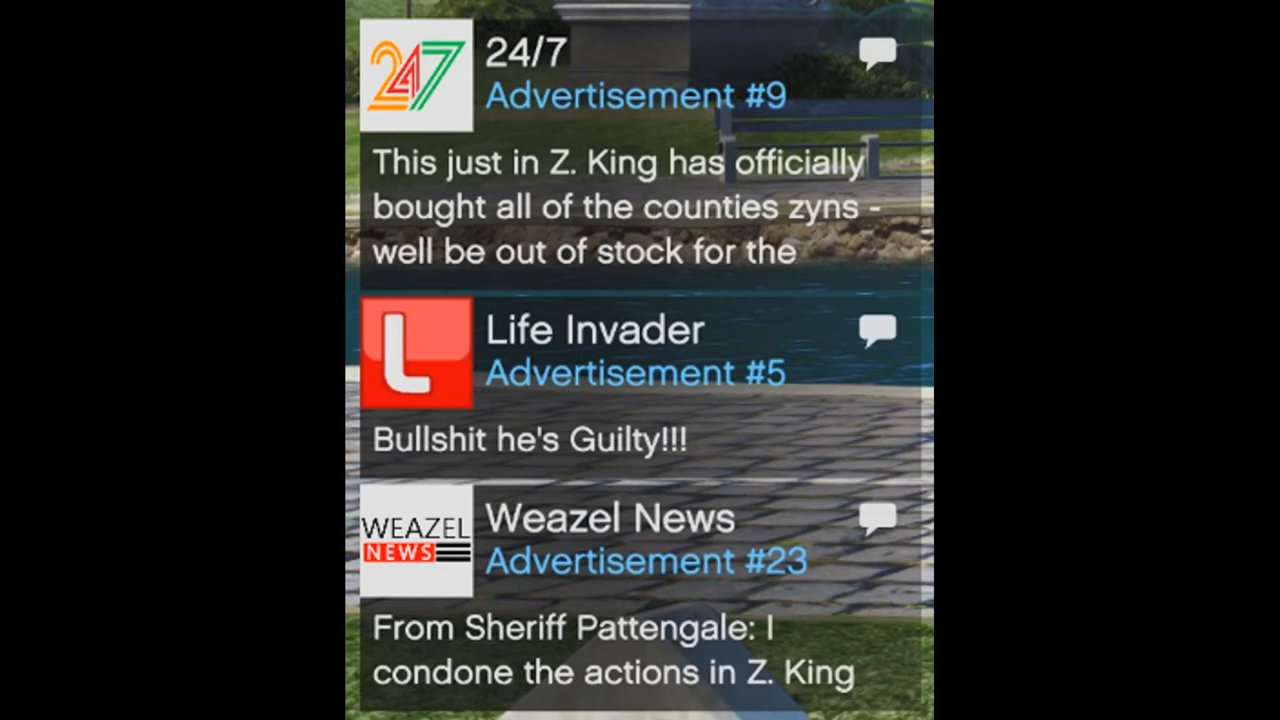 247
24/7
Advertisement #9
This just in Z. King has officially
bought all of the counties zyns -
well be out of stock for the
L
Life Invader
Advertisement #5
Bullshit he's Guilty!!!
WEAZEL
NEWS
Weazel News
Advertisement #23
From Sheriff Pattengale: I
condone the actions in Z. King